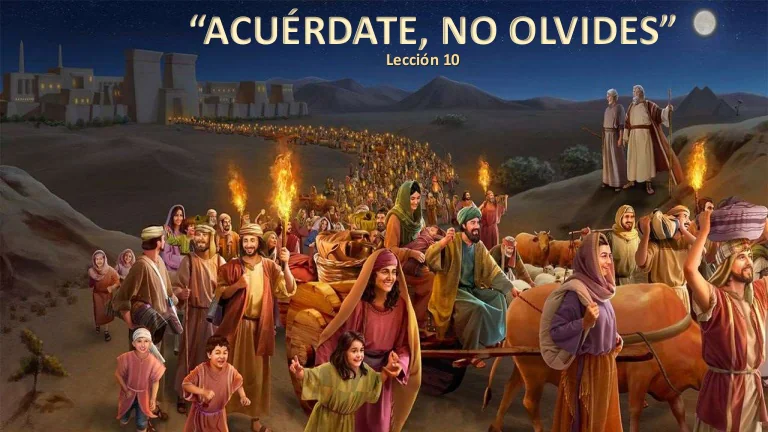 “ACUÉRDATE, NO OLVIDES”
Lección 10